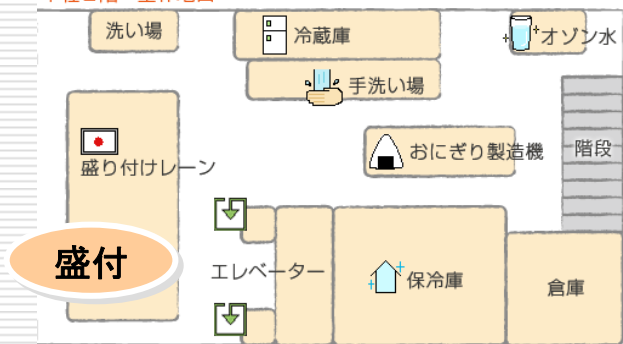 洗い場
冷蔵庫
オゾン水
手洗い場
おにぎり製造機
階段
盛り付けレーン
盛付
エレベーター
保冷庫
倉庫